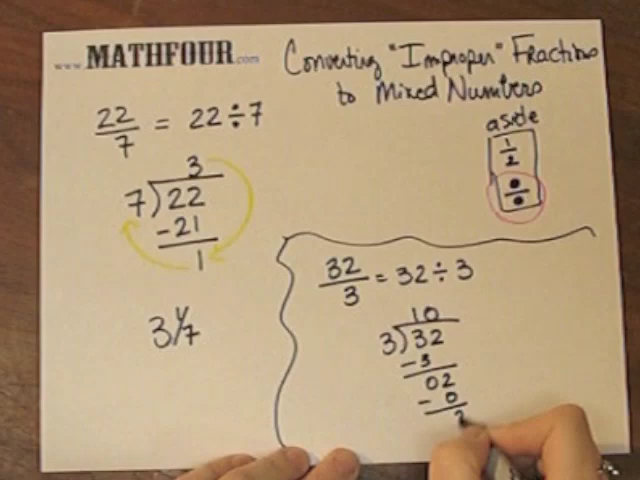 www.MATHFOUR.com
Converting "Improper" Fractions
to Mixed Numbers
22/7 = 22 ÷ 7
3
7)22
-21
1
3 1/7
aside
1/2
32/3 = 32 ÷ 3
10
3)32
-3
02
- 0
2